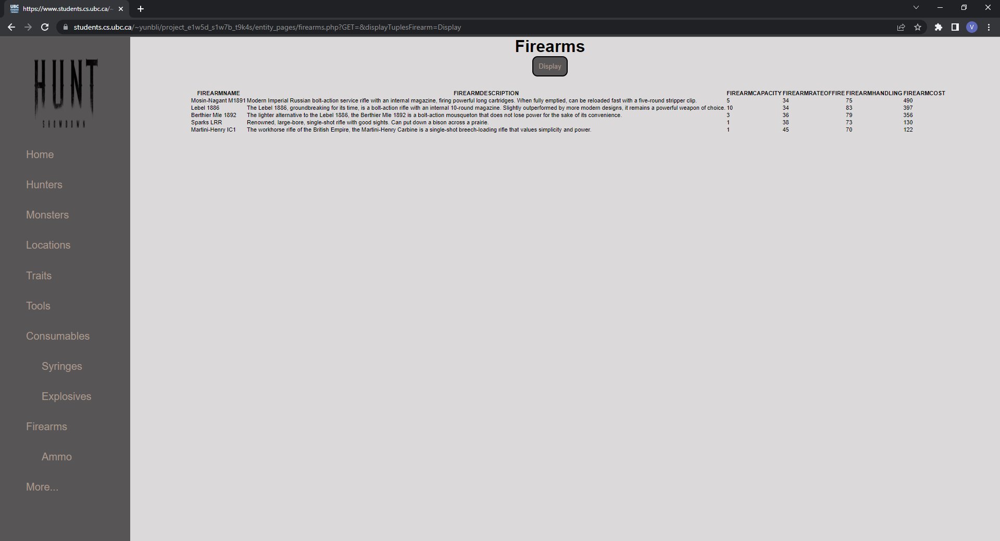 https://www.students.cs.ubc.ca/~
students.cs.ubc.ca/~yunbli/project_e1w5d_s1w7b_t9k4s/entity_pages/firearms.php?GET=&displayTuplesFirearm=Display
V
HUNT
SHOWDOWN
Home
Hunters
Monsters
Locations
Traits
Tools
Consumables
Syringes
Explosives
Firearms
Ammo
More...
Firearms
Display
FIREARMNAME FIREARMDESCRIPTION FIREARMCAPACITY FIREARMRATEOFFIRE FIREARMHANDLING FIREARMCOST
Mosin-Nagant M1891 Modern Imperial Russian bolt-action service rifle with an internal magazine, firing powerful long cartridges. When fully emptied, can be reloaded fast with a five-round stripper clip. 5 34 75 490
Lebel 1886 The Lebel 1886, groundbreaking for its time, is a bolt-action rifle with an internal 10-round magazine. Slightly outperformed by more modern designs, it remains a powerful weapon of choice. 10 34 83 397
Berthier Mle 1892 The lighter alternative to the Lebel 1886, the Berthier Mle 1892 is a bolt-action mousqueton that does not lose power for the sake of its convenience. 3 36 79 356
Sparks LRR Renowned, large-bore, single-shot rifle with good sights. Can put down a bison across a prairie. 1 38 73 130
Martini-Henry IC1 The workhorse rifle of the British Empire, the Martini-Henry Carbine is a single-shot breech-loading rifle that values simplicity and power. 1 45 70 122